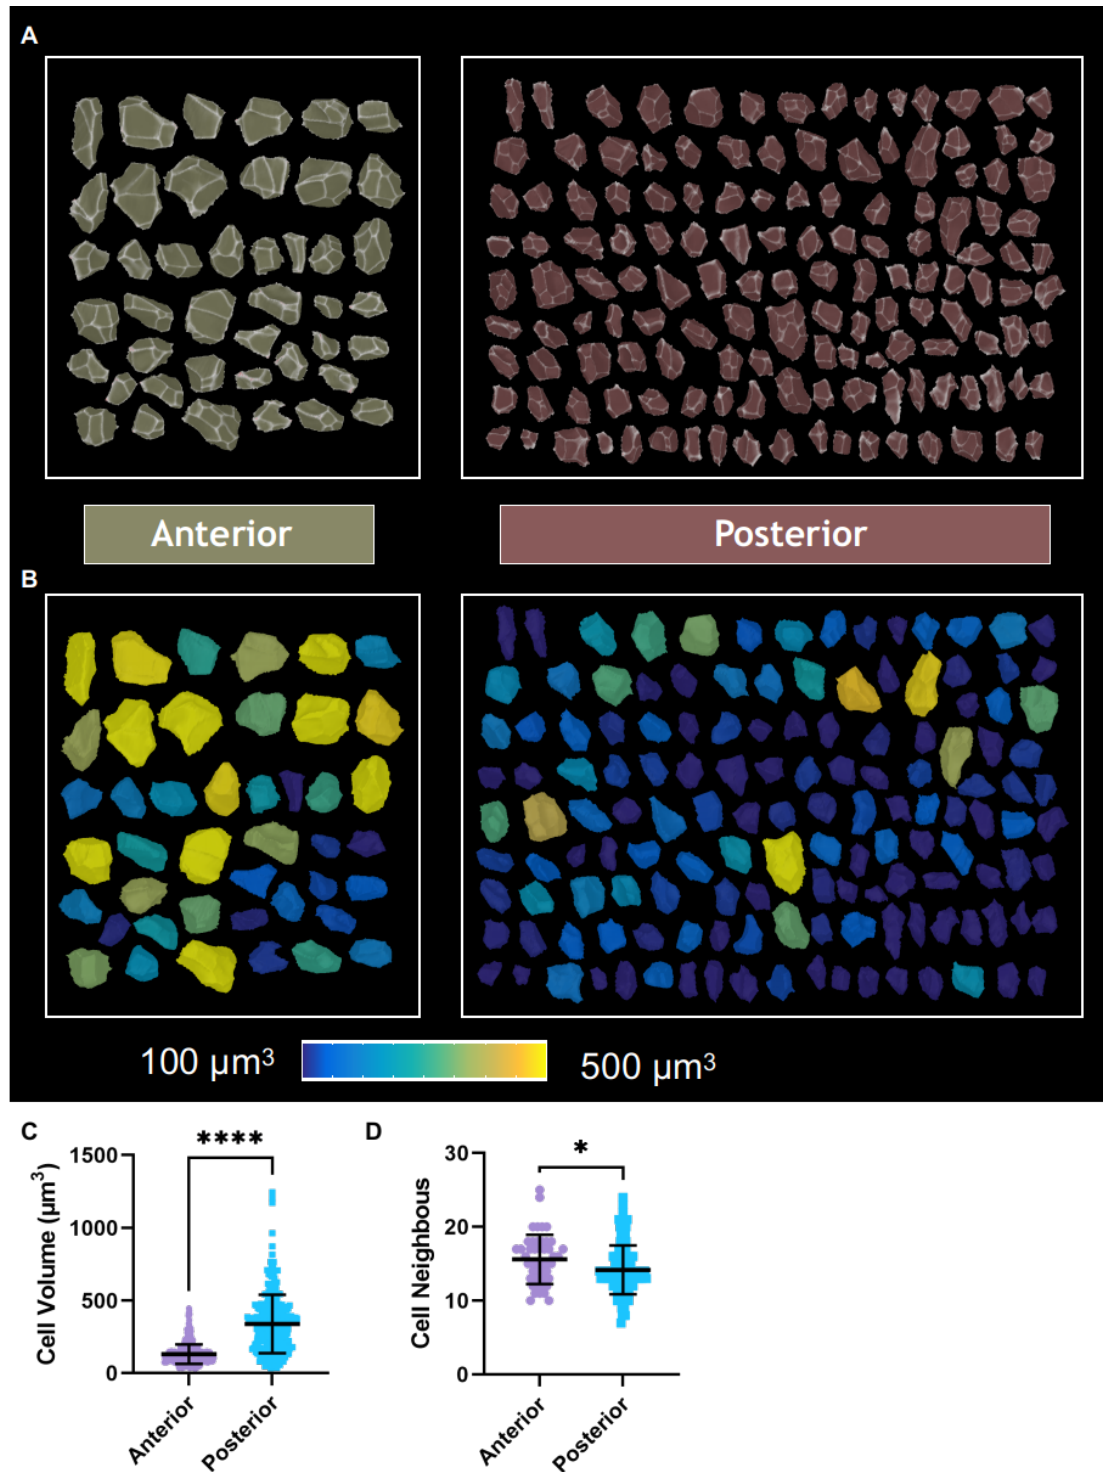 A
Anterior
Posterior
B
100 µm3
500 µm3
C
****
1500
1000
500
0
Cell Volume (µm3)
Anterior
Posterior
D
*
30
20
10
0
Cell Neighbous
Anterior
Posterior